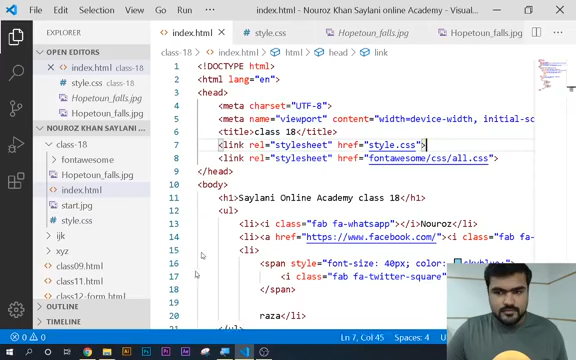 File Edit Selection View Go Run ··· index.html - Nouroz Khan Saylani online Academy - Visual...
EXPLORER
OPEN EDITORS
index.html class-18
style.css class-18
Hopetoun_falls.jpg
Hopetoun_falls.jpg
NOUROZ KHAN SAYLANI ON...
class-18
fontawesome
Hopetoun_falls.jpg
index.html
start.jpg
style.css
ijk
xyz
class09.html
class11.html
class12-form.html
OUTLINE
TIMELINE
index.html style.css Hopetoun_falls.jpg Hopetoun_falls.jpg
class-18 > index.html > html > head > link
1 <!DOCTYPE html>
2 <html lang="en">
3 <head>
4 <meta charset="UTF-8">
5 <meta name="viewport" content="width=device-width, initial-sc
6 <title>class 18</title>
7 <link rel="stylesheet" href="style.css">
8 <link rel="stylesheet" href="fontawesome/css/all.css">
9 </head>
10 <body>
11 <h1>Saylani Online Academy class 18</h1>
12 <ul>
13 <li><i class="fab fa-whatsapp"></i>Nouroz</li>
14 <li><a href="https://www.facebook.com/"><i class="fab fa-
15 <li>
16 <span style="font-size: 40px; color: skyblue;">
17 <i class="fab fa-twitter-square"
18 </span>
19
20 raza</li>
21 </ul>
0 0 Ln 7, Col 45 Spaces: 4